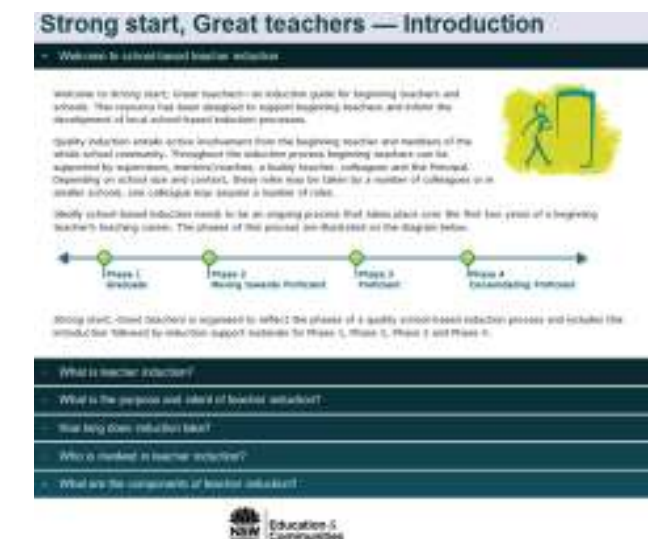 Strong start, Great teachers — Introduction
Welcome to school-based teacher induction
Welcome to Strong start, Great teachers - an induction guide for beginning teachers and
schools. This resource has been designed to support beginning teachers and inform the
development of local school-based induction processes.
Quality induction entails active involvement from the beginning teacher and members of the
whole school community. Throughout the induction process beginning teachers can be
supported by supervisors, mentors/coaches, a buddy teacher, colleagues and the Principal.
Depending on school size and context, these roles may be taken by a number of colleagues or in
smaller schools, one colleague may assume a number of roles.
Ideally school-based induction needs to be an ongoing process that takes place over the first two years of a beginning
teacher's teaching career. The phases of this process are illustrated on the diagram below.
Phase 1
Graduate
Phase 2
Moving towards Proficient
Phase 3
Proficient
Phase 4
Consolidating Proficient
Strong start, Great teachers is organised to reflect the phases of a quality school-based induction process and includes this
introduction followed by induction support materials for Phase 1, Phase 2, Phase 3 and Phase 4.
What is teacher induction?
What is the purpose and intent of teacher induction?
How long does induction take?
Who is involved in teacher induction?
What are the components of teacher induction?
NSW
Education &
Communities